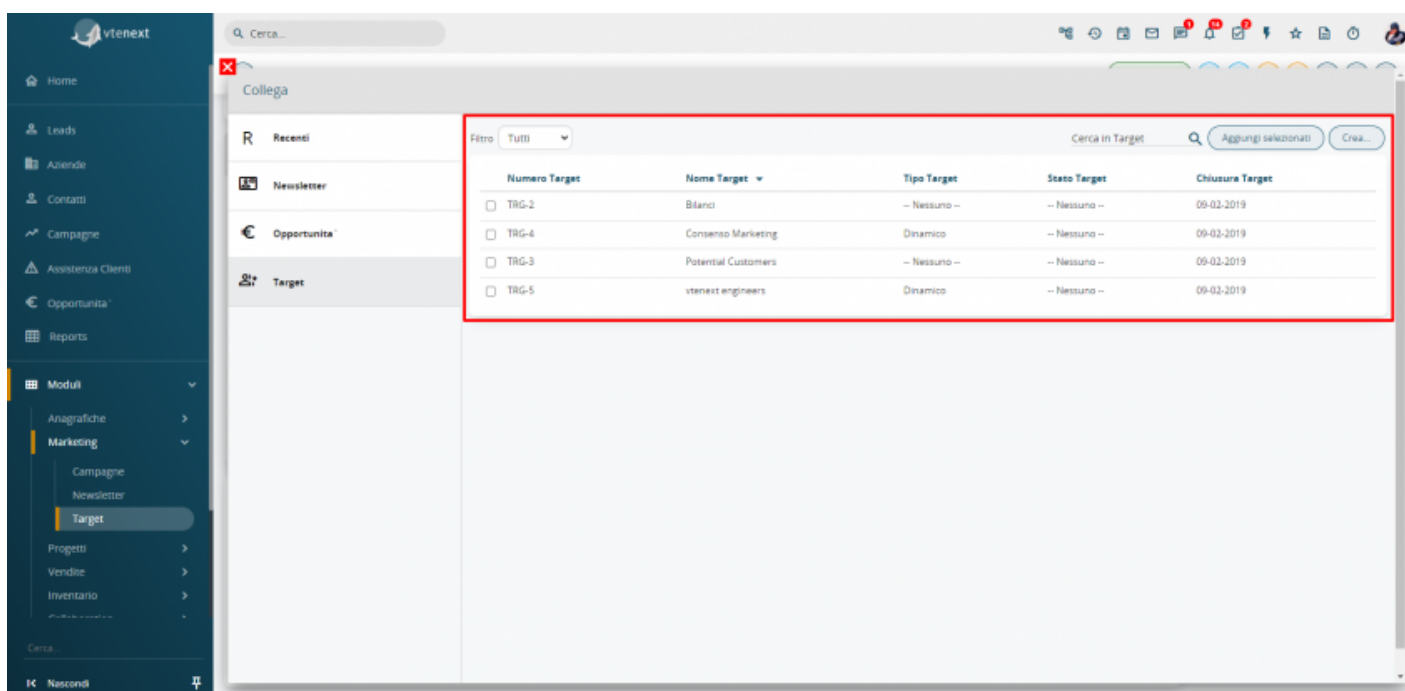 vtenext
Cerca...
1
14
2
Home
Leads
Aziende
Contatti
Campagne
Assistenza Clienti
Opportunita`
Reports
Moduli
Anagrafiche
Marketing
Campagne
Newsletter
Target
Progetti
Vendite
Inventario
Cerca...
Nascondi
Collega
R Recenti
Newsletter
Opportunita`
Target
Filtro Tutti Cerca in Target Aggiungi selezionati Crea...
Numero Target Nome Target Tipo Target Stato Target Chiusura Target
TRG-2 Bilanci -- Nessuno -- -- Nessuno -- 09-02-2019
TRG-4 Consenso Marketing Dinamico -- Nessuno -- 09-02-2019
TRG-3 Potential Customers -- Nessuno -- -- Nessuno -- 09-02-2019
TRG-5 vtenext engineers Dinamico -- Nessuno -- 09-02-2019